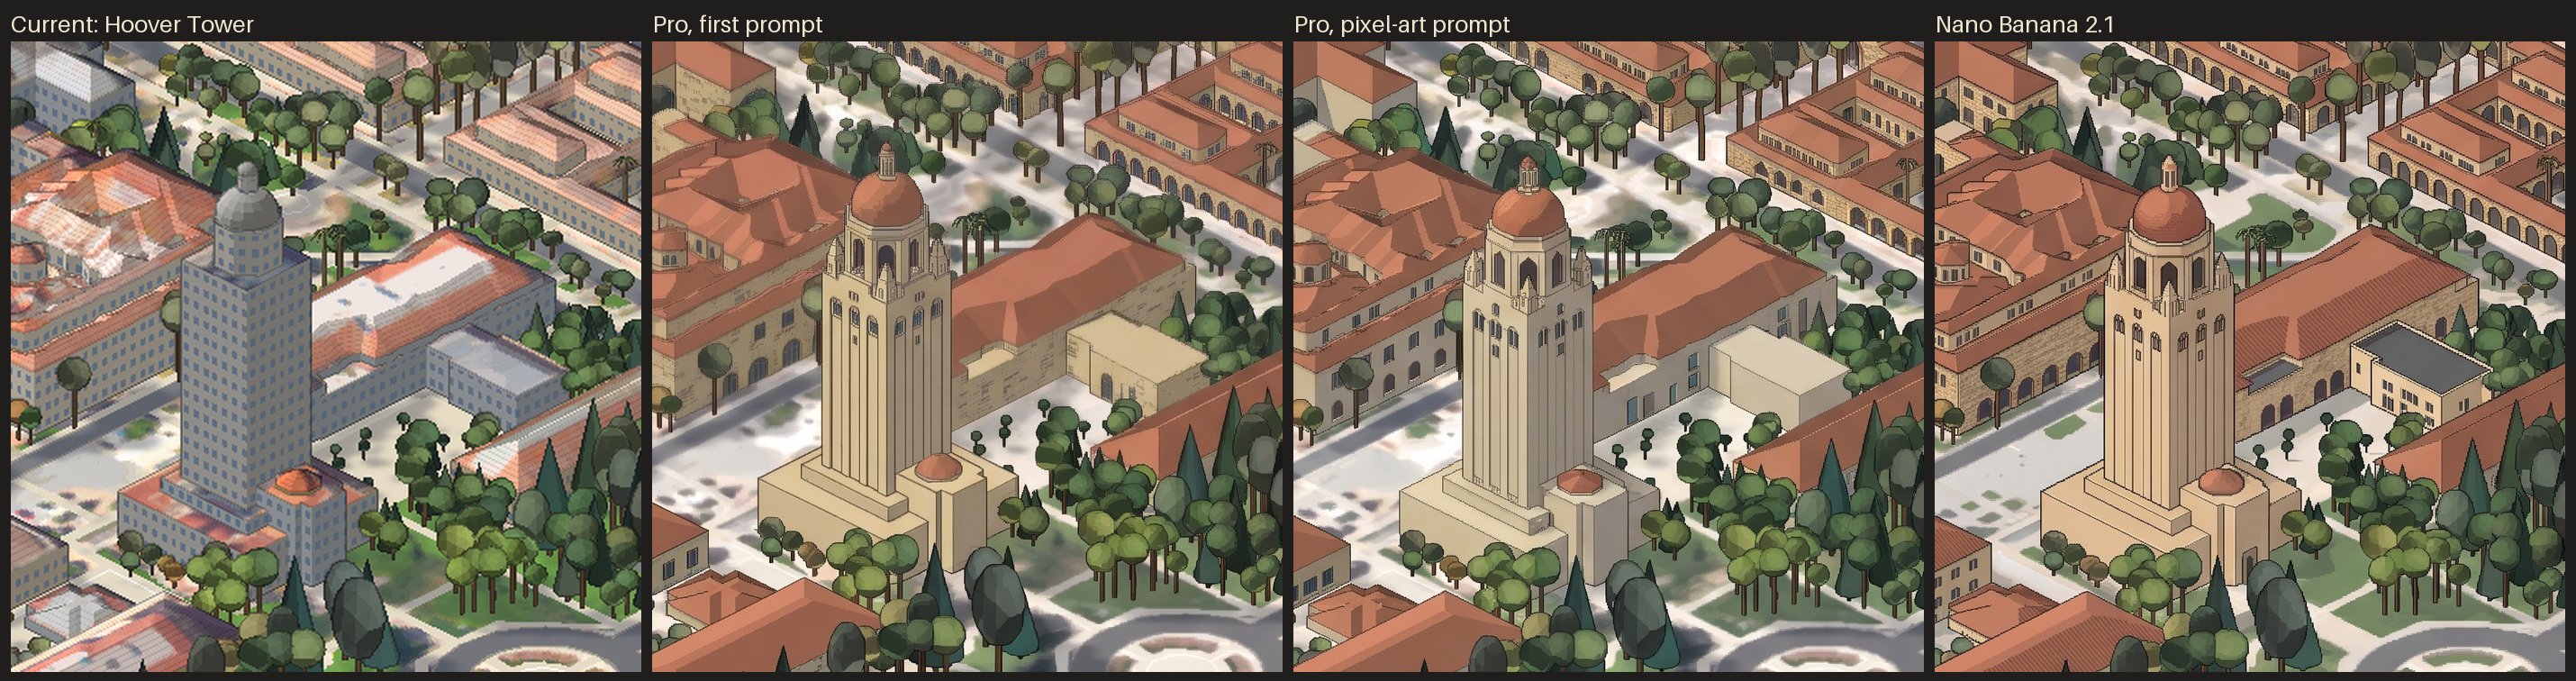 Current: Hoover Tower
Pro, first prompt
Pro, pixel-art prompt
Nano Banana 2.1